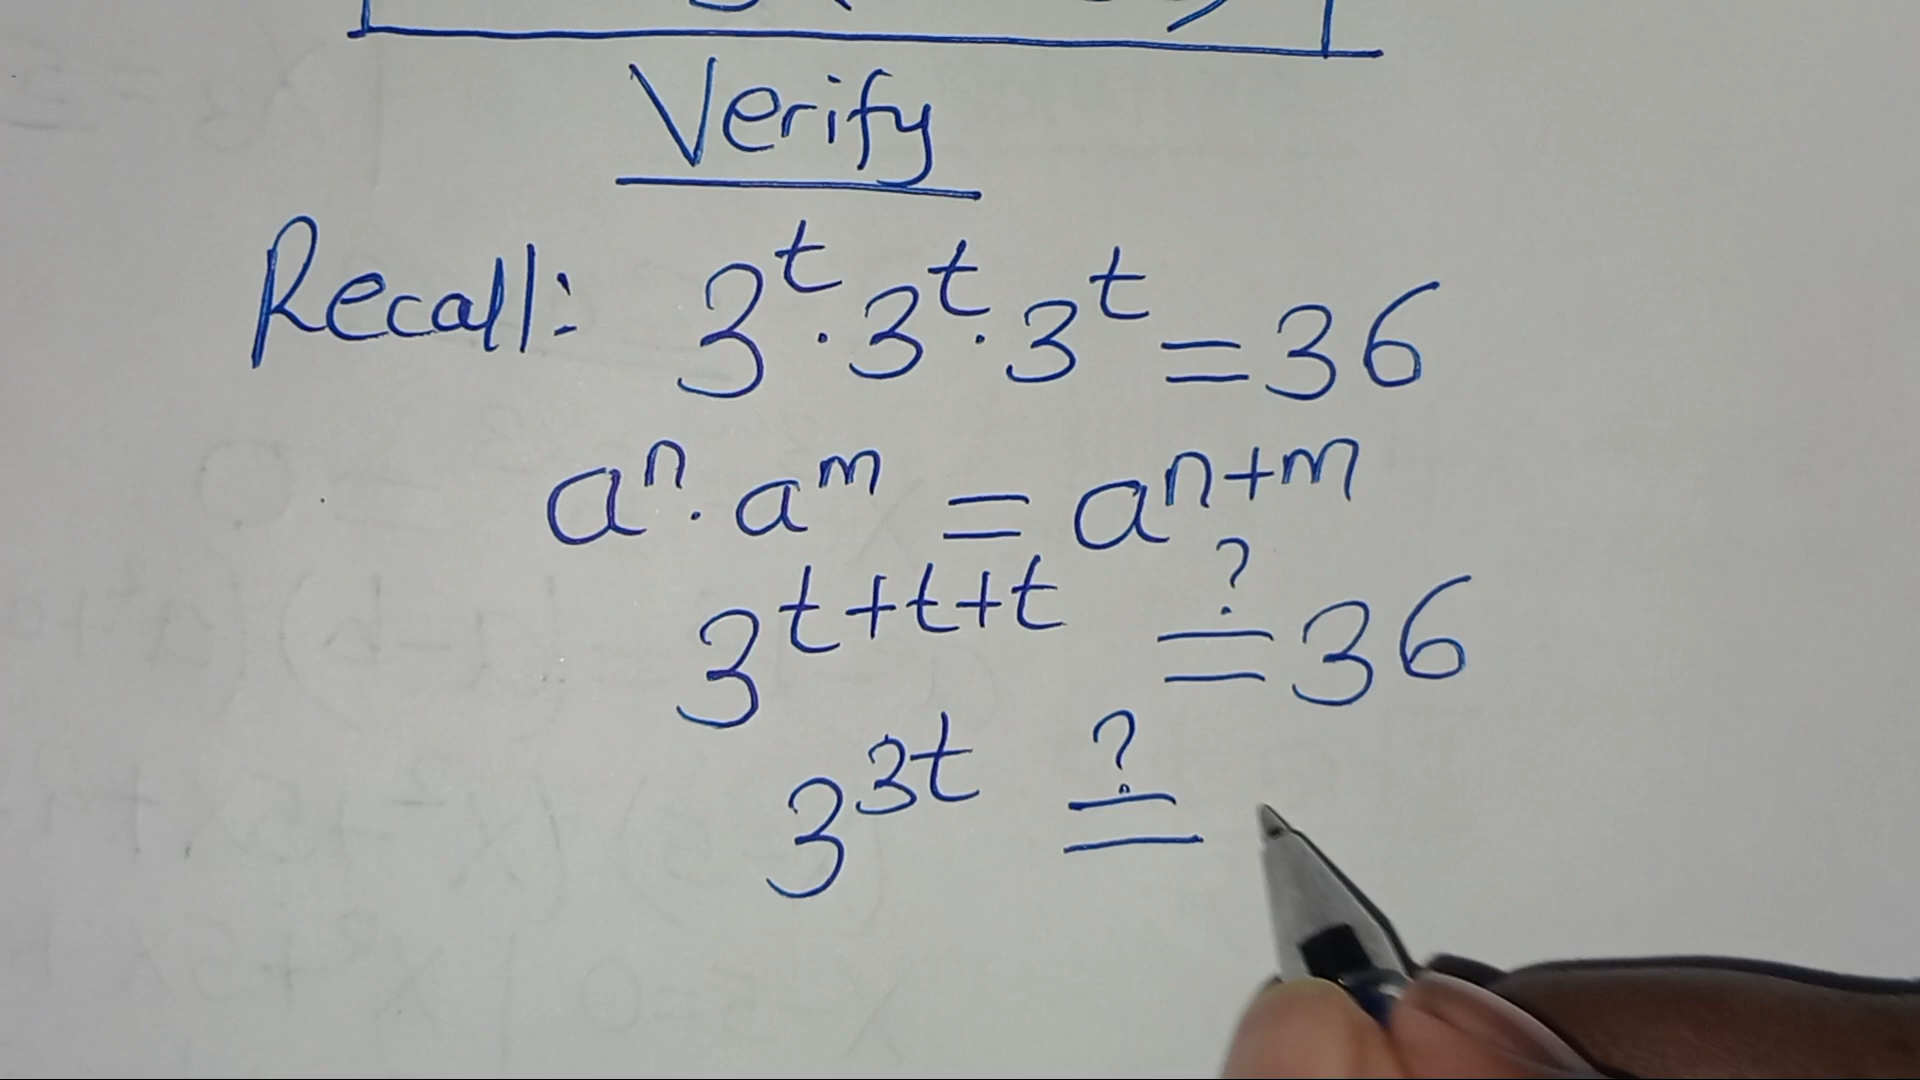 Verify
Recall: 3^t · 3^t · 3^t = 36
a^n · a^m = a^(n+m)
3^(t+t+t) ≟ 36
3^(3t) ≟